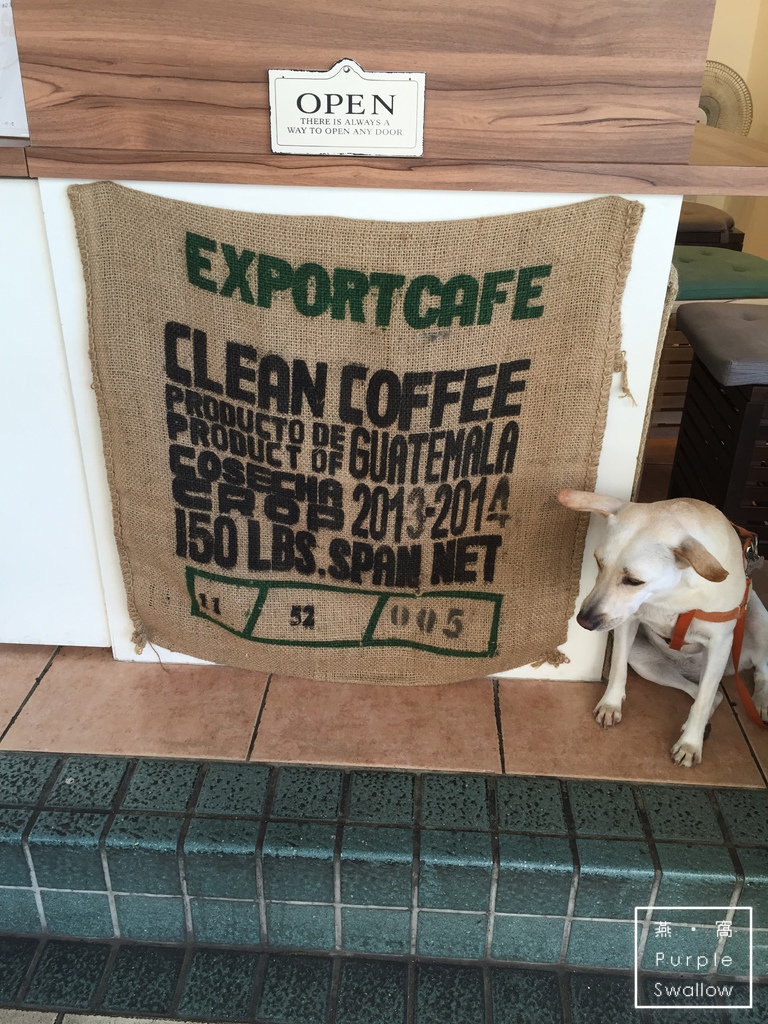 OPEN
THERE IS ALWAYS A
WAY TO OPEN ANY DOOR
EXPORTCAFE
CLEAN COFFEE
PRODUCTO DE
PRODUCT OF GUATEMALA
COSECHA
CROP 2013-2014
150 LBS. SPAN NET
11 52 005
燕·窩
Purple
Swallow